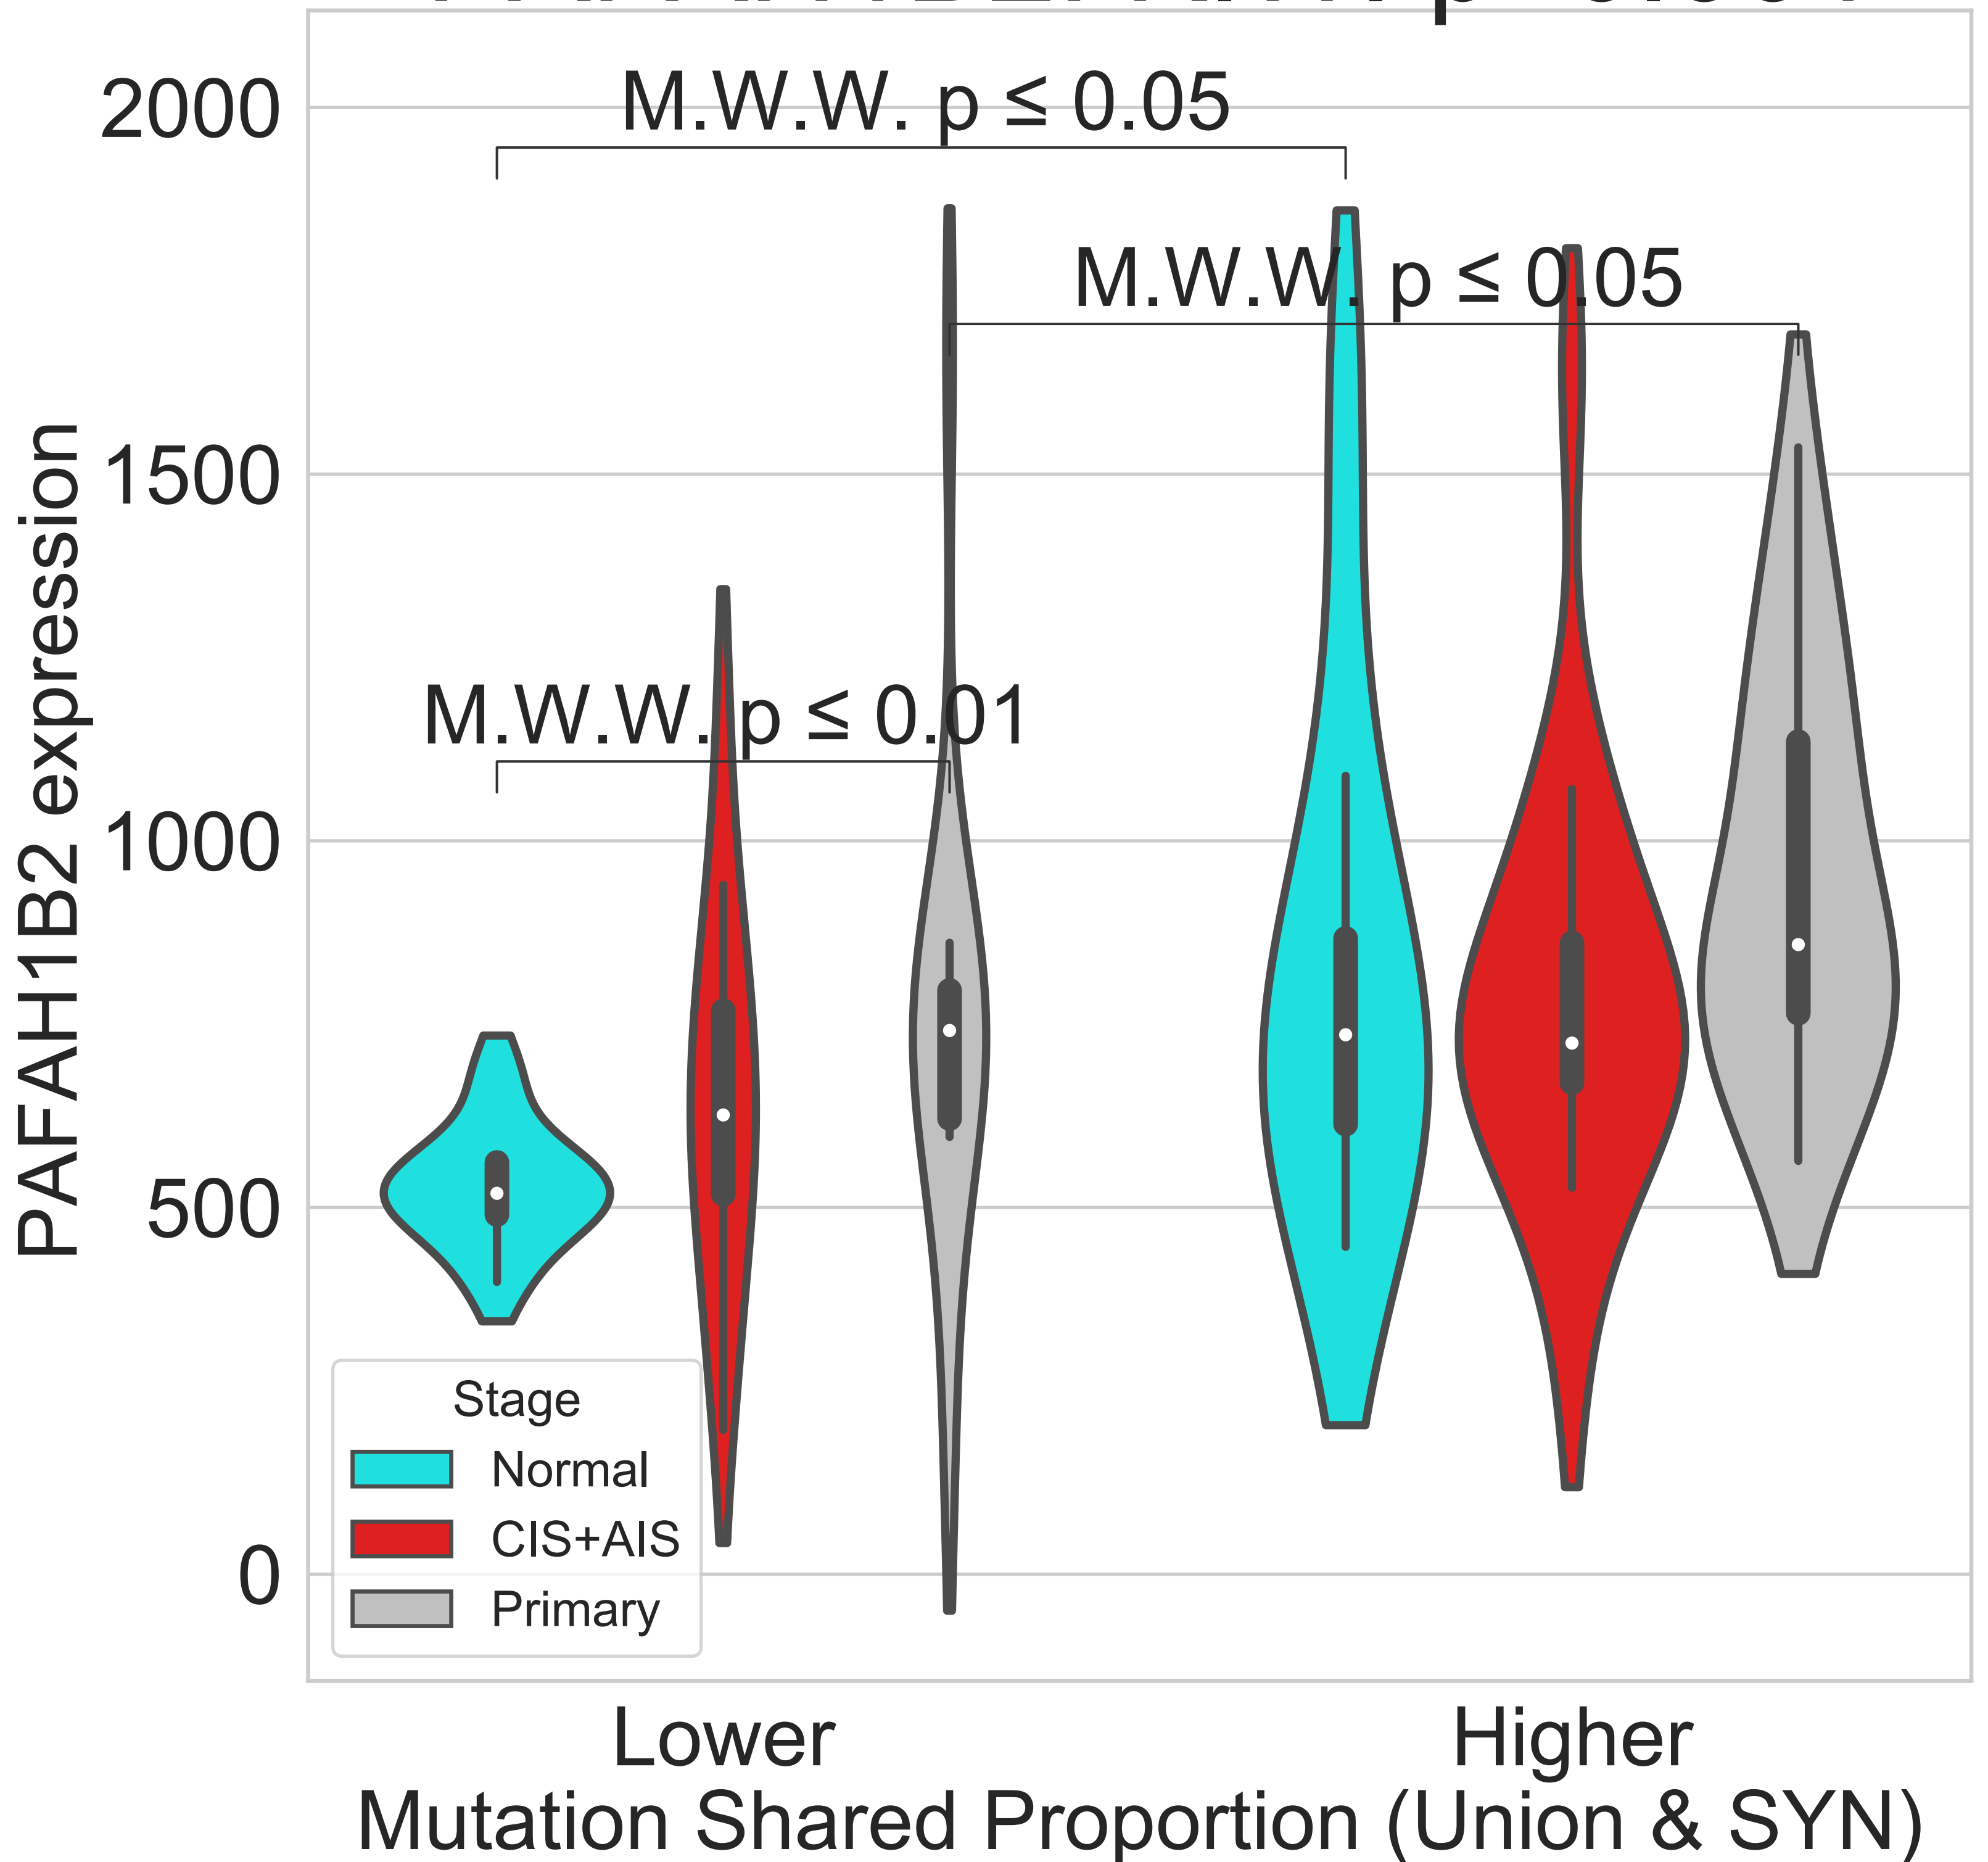 2000
M.W.W. p ≤ 0.05
M.W.W. p ≤ 0.05
1500
M.W.W. p ≤ 0.01
1000
500
0
PAFAH1B2 expression
Stage
Normal
CIS+AIS
Primary
Lower
Higher
Mutation Shared Proportion (Union & SYN)